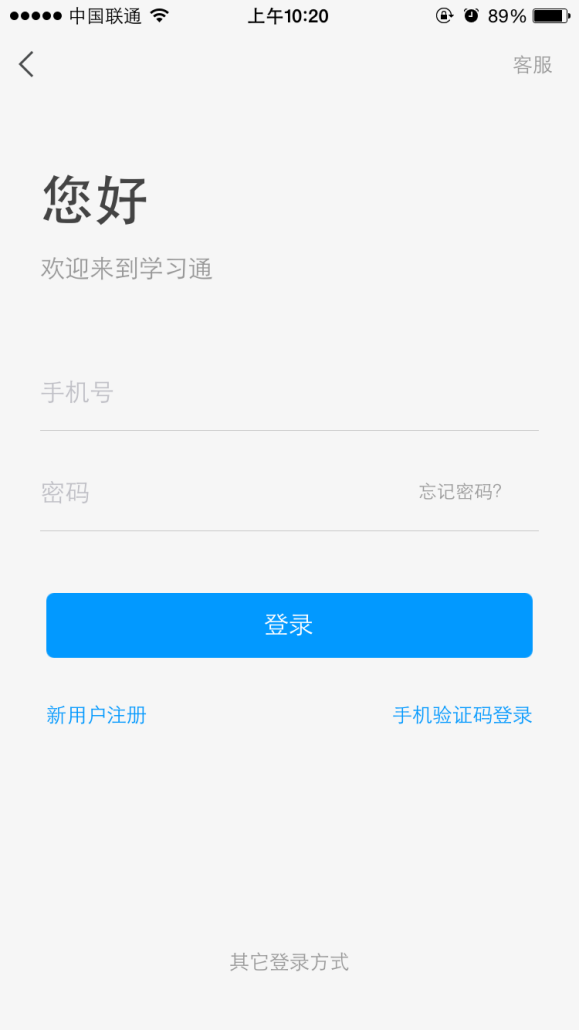 中国联通 上午10:20 89%
客服
您好
欢迎来到学习通
手机号
密码 忘记密码?
登录
新用户注册 手机验证码登录
其它登录方式